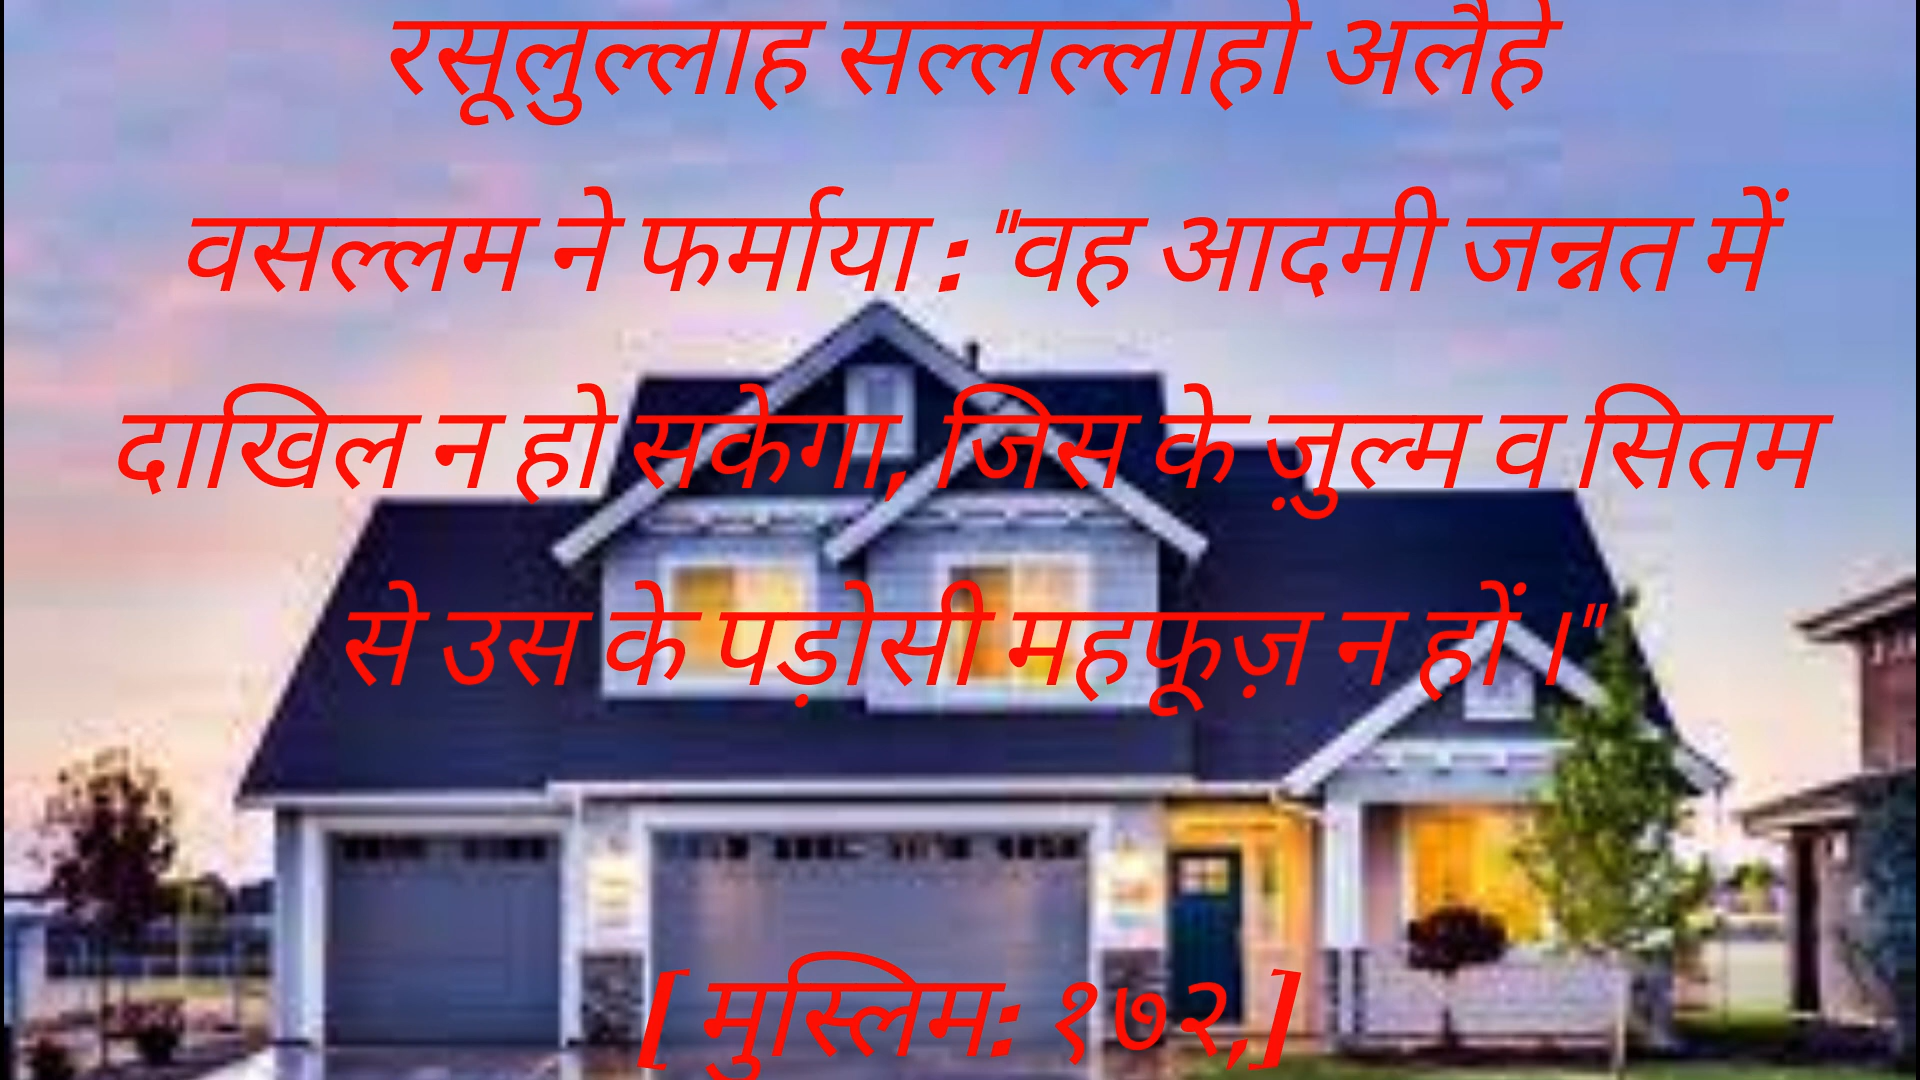 रसूलुल्लाह सल्लल्लाहो अलैहे
वसल्लम ने फर्माया : "वह आदमी जन्नत में
दाखिल न हो सकेगा, जिस के ज़ुल्म व सितम
से उस के पड़ोसी महफूज़ न हों ।"
[ मुस्लिम: १७२,]